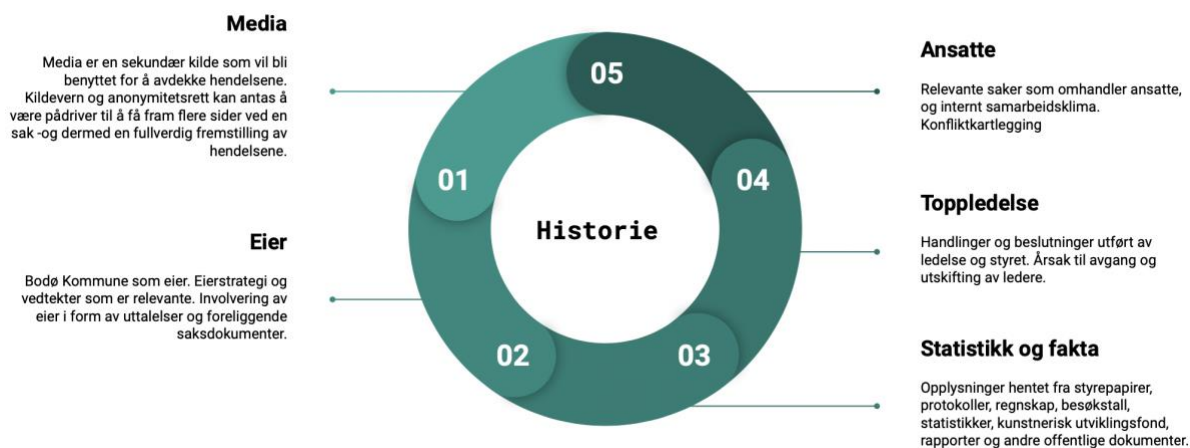 Media
Media er en sekundær kilde som vil bli
benyttet for å avdekke hendelsene.
Kildevern og anonymitetsrett kan antas å
være pådriver til å få fram flere sider ved en
sak -og dermed en fullverdig fremstilling av
hendelsene.
Eier
Bodø Kommune som eier. Eierstrategi og
vedtekter som er relevante. Involvering av
eier i form av uttalelser og foreliggende
saksdokumenter.
01
02
03
04
05
Historie
Ansatte
Relevante saker som omhandler ansatte,
og internt samarbeidsklima.
Konfliktkartlegging
Toppledelse
Handlinger og beslutninger utført av
ledelse og styret. Årsak til avgang og
utskifting av ledere.
Statistikk og fakta
Opplysninger hentet fra styrepapirer,
protokoller, regnskap, besøkstall,
statistikker, kunstnerisk utviklingsfond,
rapporter og andre offentlige dokumenter.